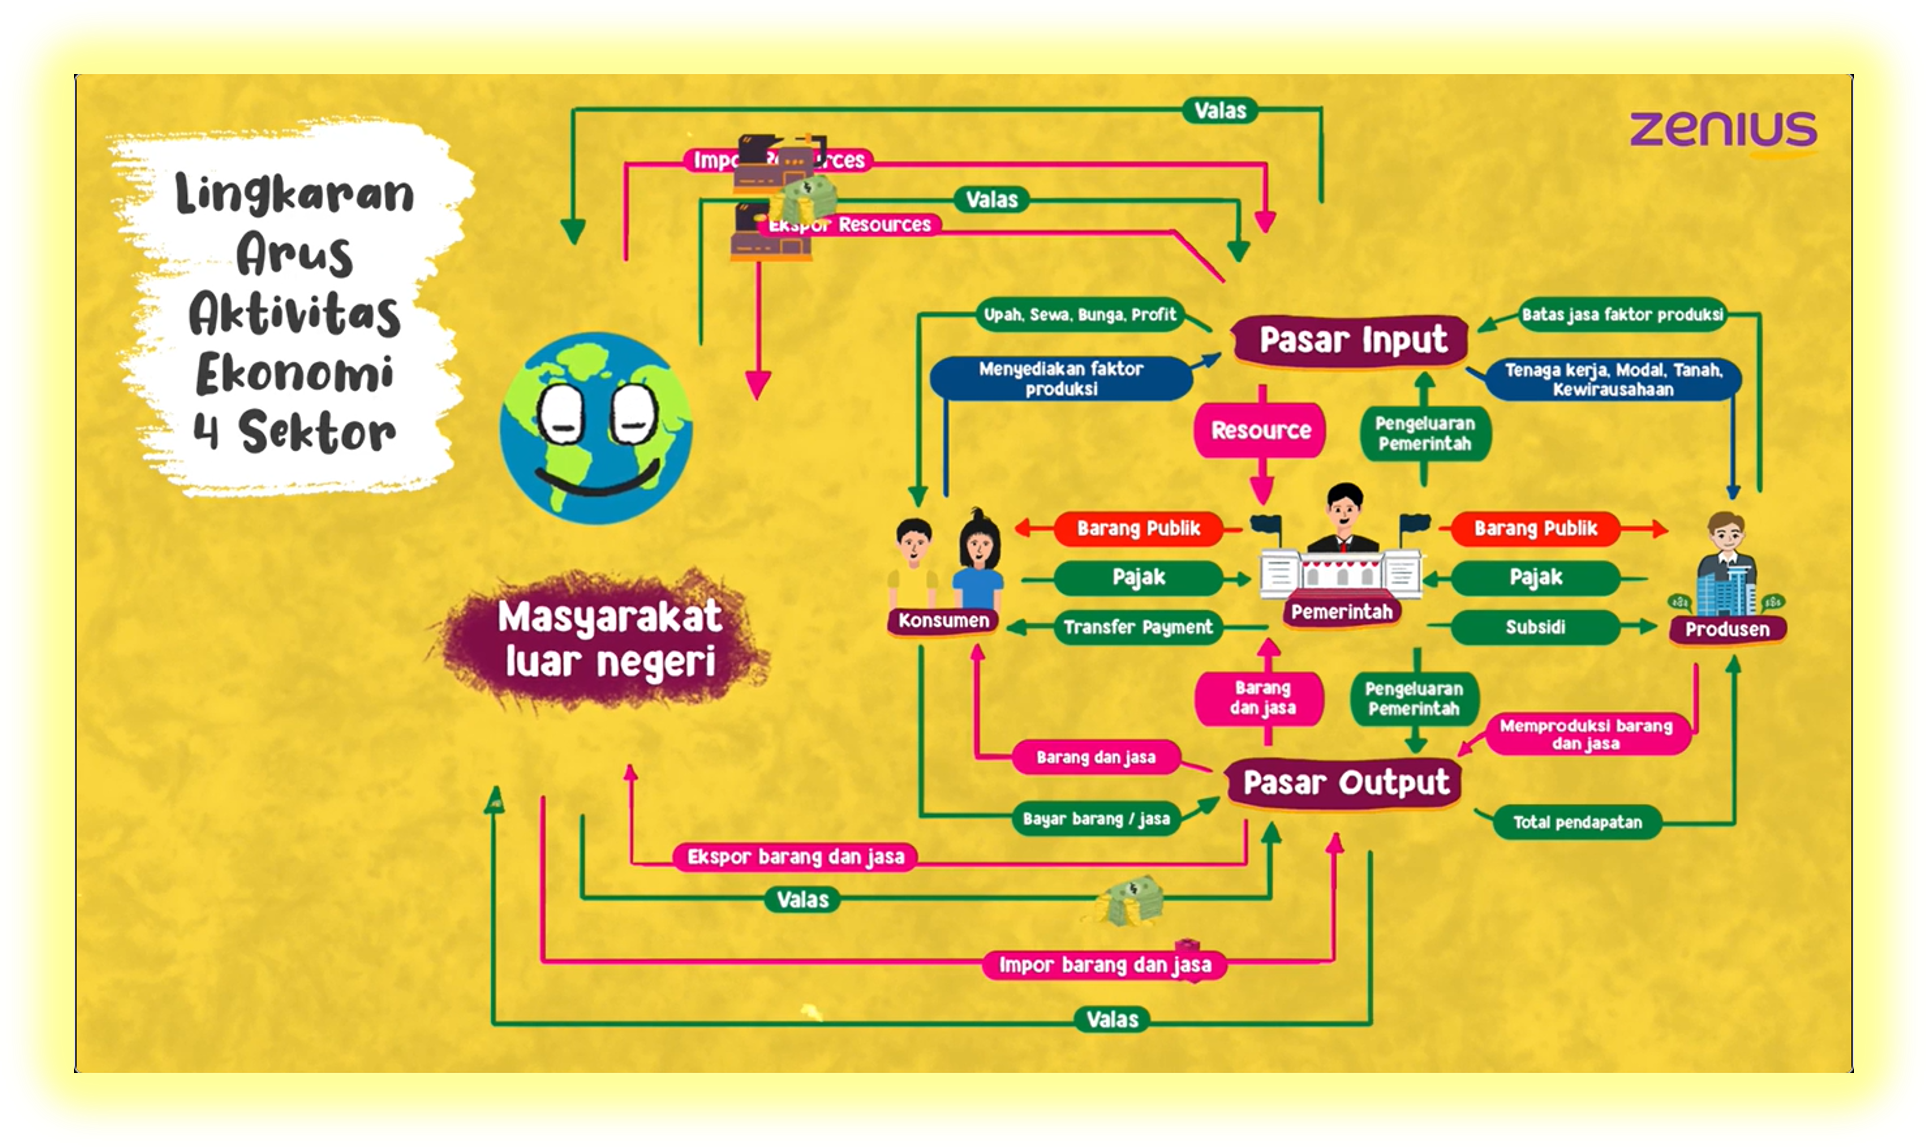 Lingkaran
Arus
Aktivitas
Ekonomi
4 Sektor
zenius
Valas
Valas
Ekspor Resources
Upah, Sewa, Bunga, Profit
Pasar Input
Batas jasa faktor produksi
Menyediakan faktor
produksi
Tenaga kerja, Modal, Tanah,
Kewirausahaan
Resource
Pengeluaran
Pemerintah
Barang Publik
Barang Publik
Pajak
Pajak
Konsumen
Pemerintah
Transfer Payment
Subsidi
Produsen
Masyarakat
luar negeri
Barang
dan jasa
Pengeluaran
Pemerintah
Memproduksi barang
dan jasa
Barang dan jasa
Pasar Output
Bayar barang / jasa
Total pendapatan
Ekspor barang dan jasa
Valas
Impor barang dan jasa
Valas